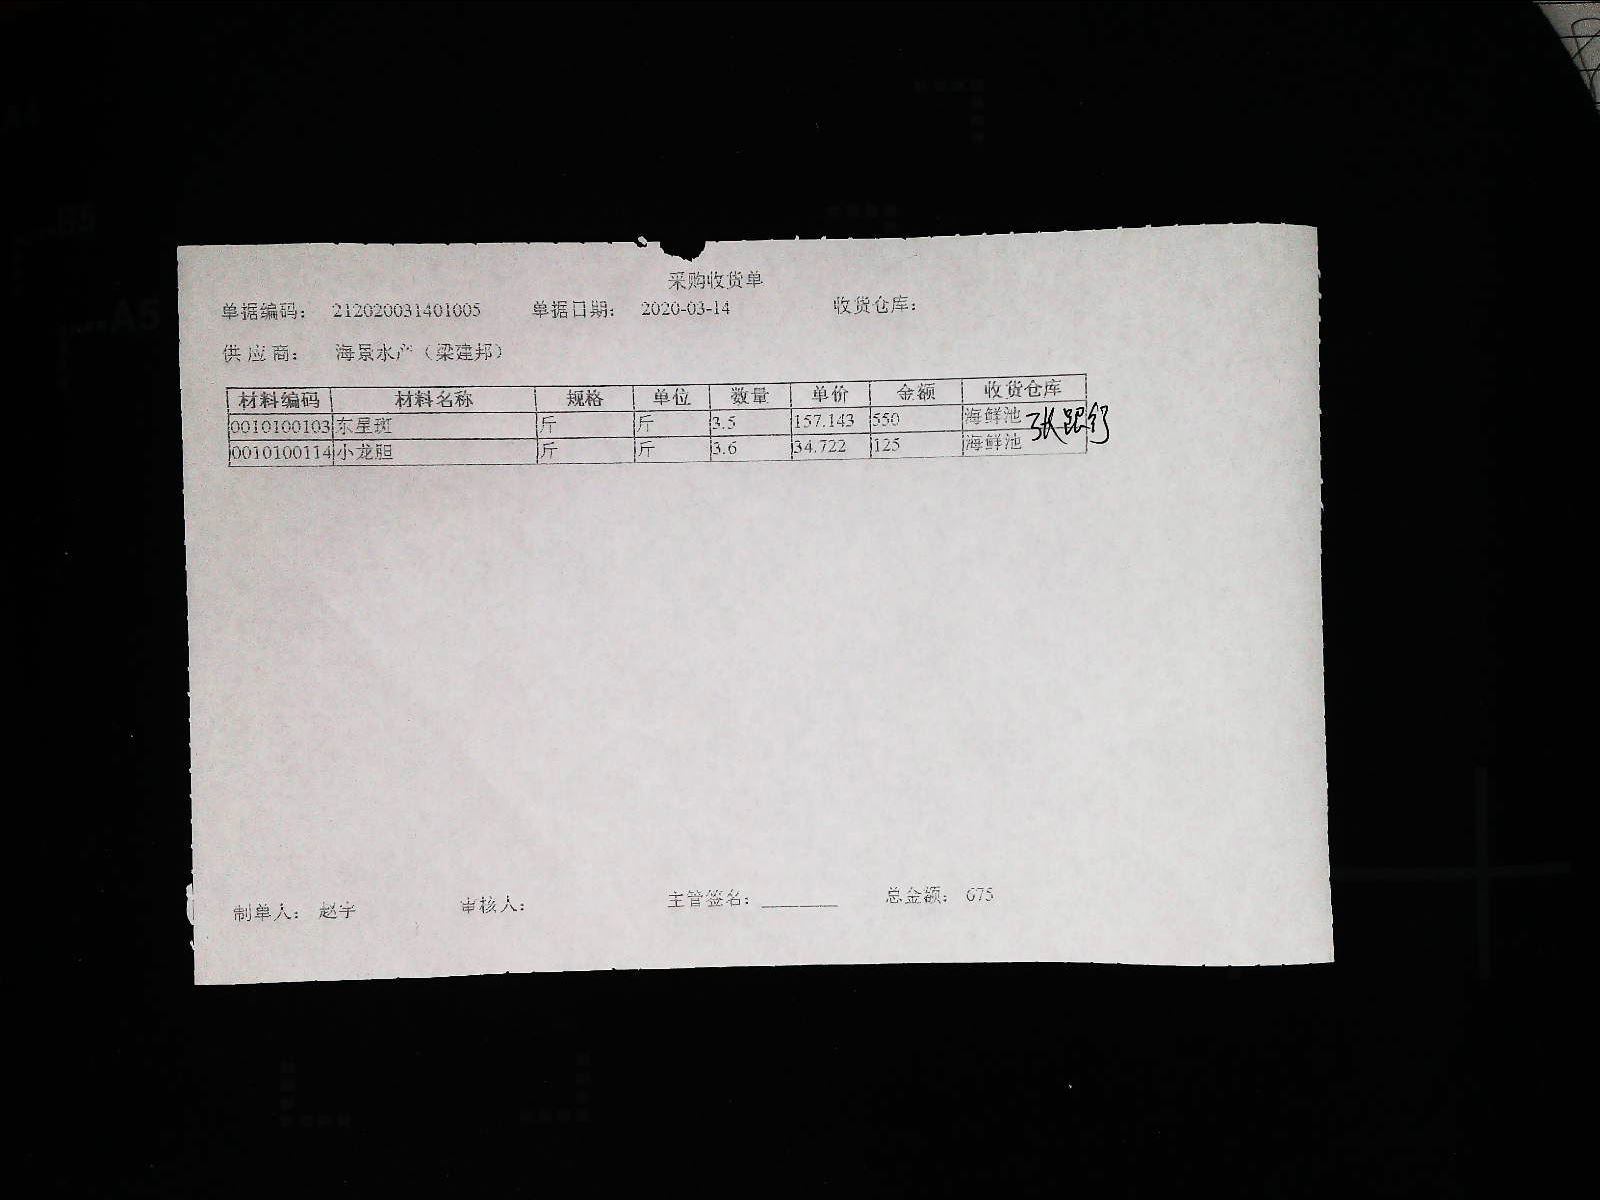 采购收货单
单据编码： 212020031401005 单据日期： 2020-03-14 收货仓库：
供 应 商： 海景水产（梁建邦）
材料编码 材料名称 规格 单位 数量 单价 金额 收货仓库
0010100103 东星斑 斤 斤 3.5 157.143 550 海鲜池
0010100114 小龙胆 斤 斤 3.6 34.722 125 海鲜池
制单人： 赵宇 审核人： 主管签名： 总金额： 675